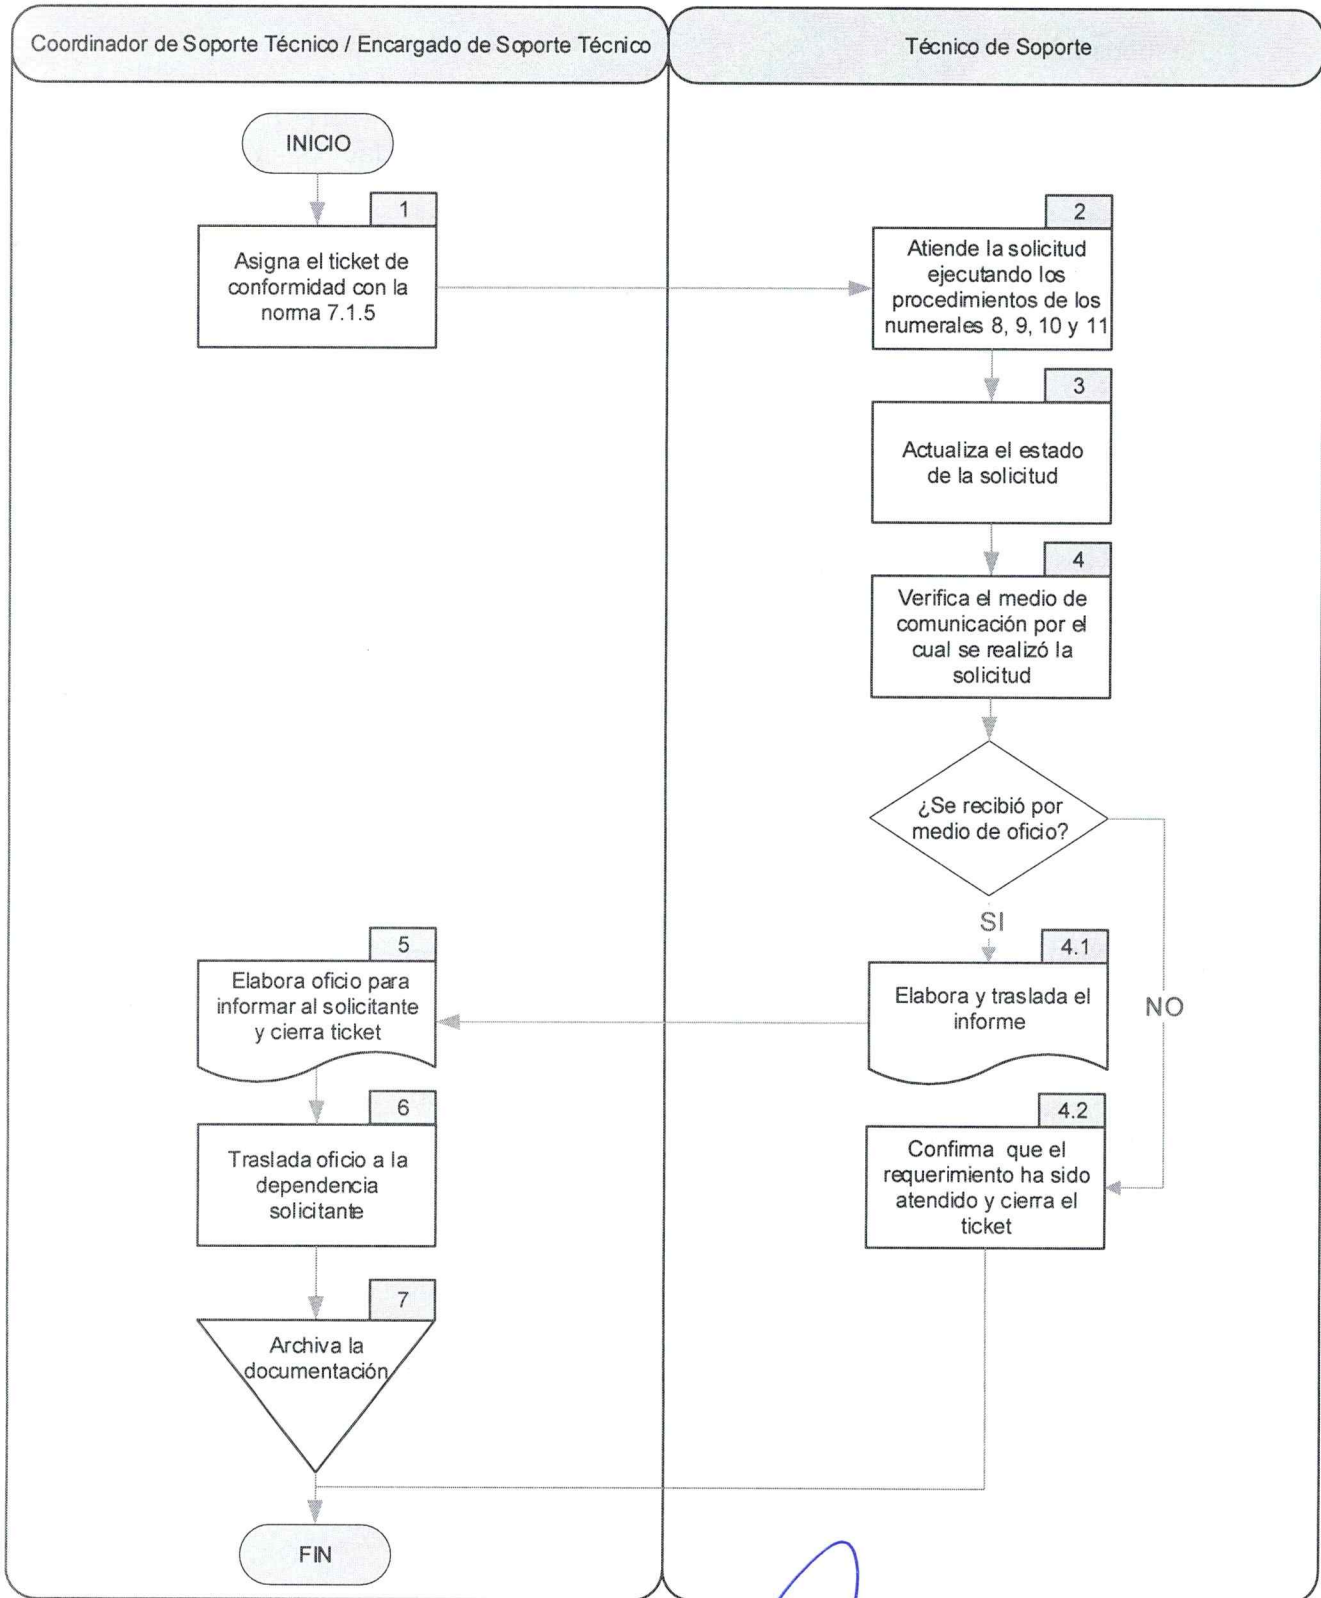 Coordinador de Soporte Técnico / Encargado de Soporte Técnico
Técnico de Soporte
INICIO
1
Asigna el ticket de
conformidad con la
norma 7.1.5
2
Atiende la solicitud
ejecutando los
procedimientos de los
numerales 8, 9, 10 y 11
3
Actualiza el estado
de la solicitud
4
Verifica el medio de
comunicación por el
cual se realizó la
solicitud
¿Se recibió por
medio de oficio?
SI
NO
4.1
Elabora y traslada el
informe
5
Elabora oficio para
informar al solicitante
y cierra ticket
4.2
Confirma que el
requerimiento ha sido
atendido y cierra el
ticket
6
Traslada oficio a la
dependencia
solicitante
7
Archiva la
documentación
FIN